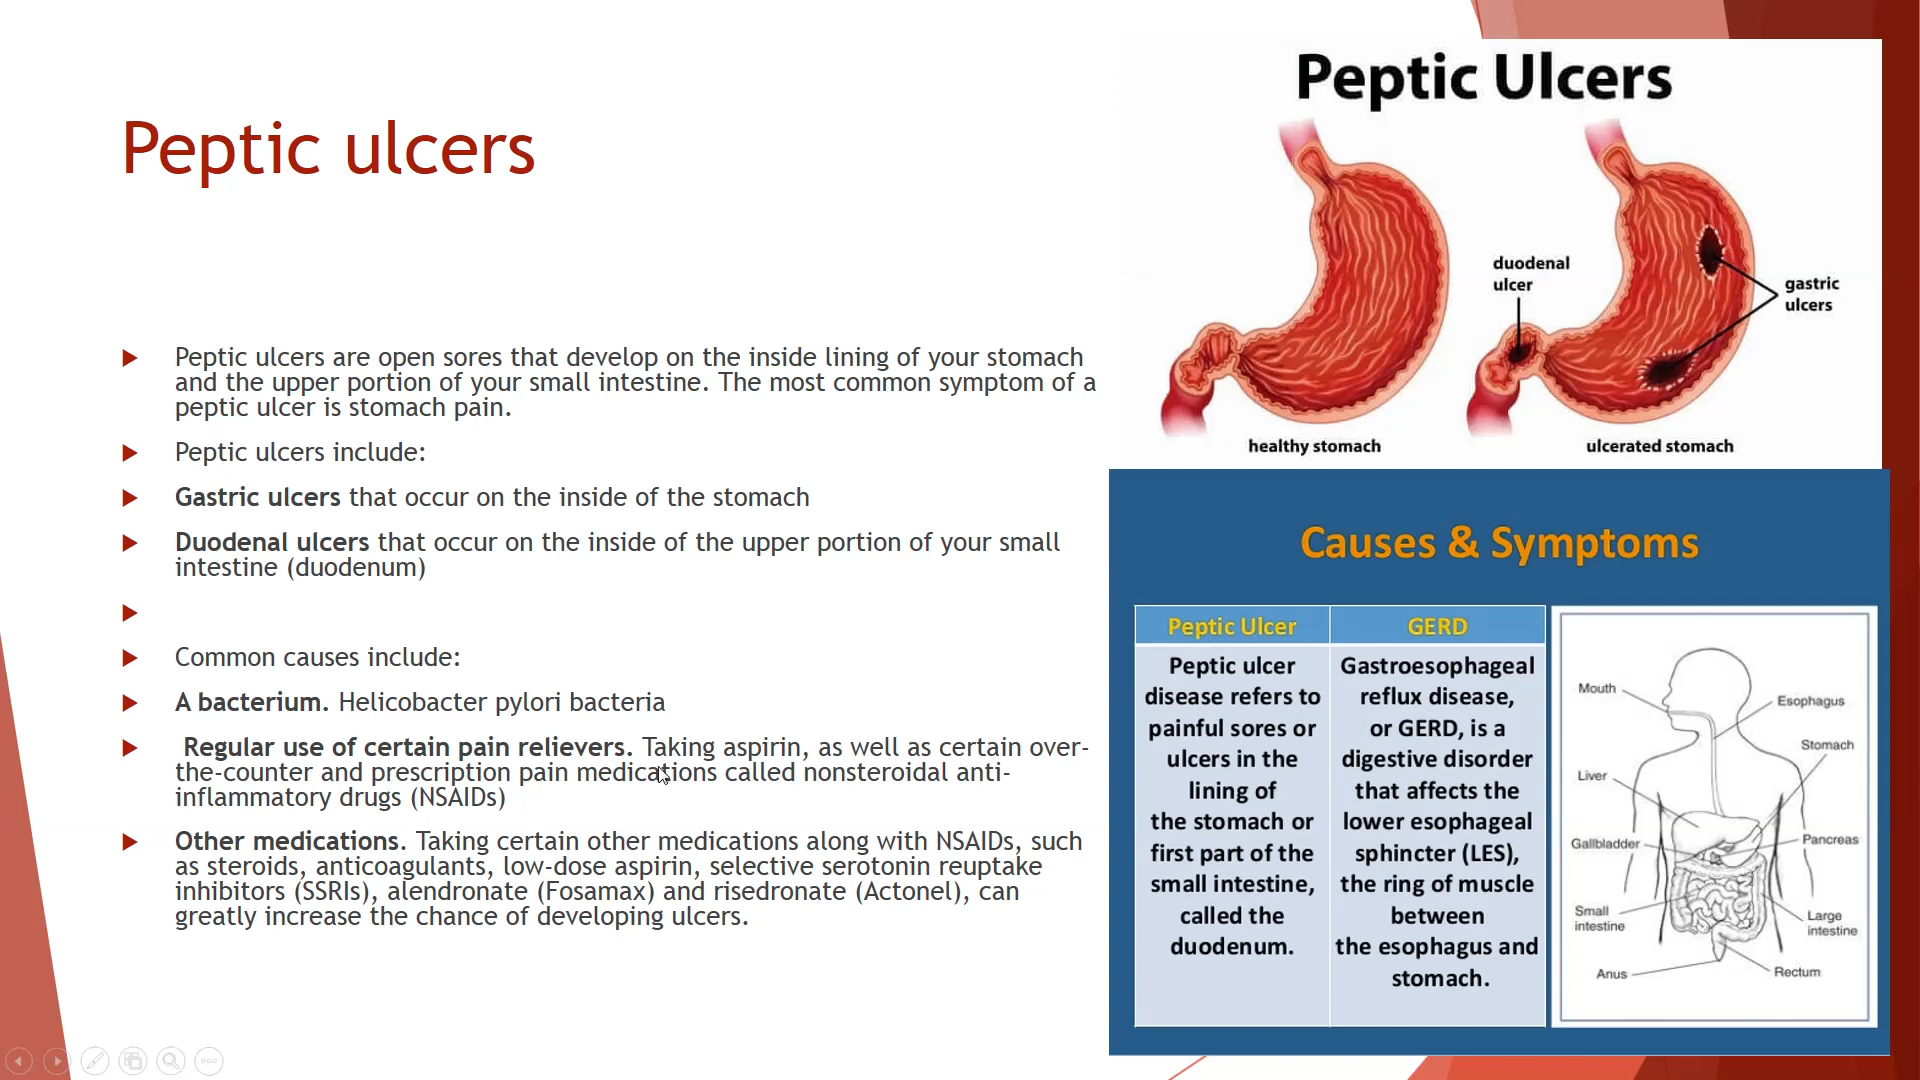 Peptic ulcers
Peptic ulcers are open sores that develop on the inside lining of your stomach
and the upper portion of your small intestine. The most common symptom of a
peptic ulcer is stomach pain.
Peptic ulcers include:
Gastric ulcers that occur on the inside of the stomach
Duodenal ulcers that occur on the inside of the upper portion of your small
intestine (duodenum)
Common causes include:
A bacterium. Helicobacter pylori bacteria
Regular use of certain pain relievers. Taking aspirin, as well as certain over-
the-counter and prescription pain medications called nonsteroidal anti-
inflammatory drugs (NSAIDs)
Other medications. Taking certain other medications along with NSAIDs, such
as steroids, anticoagulants, low-dose aspirin, selective serotonin reuptake
inhibitors (SSRIs), alendronate (Fosamax) and risedronate (Actonel), can
greatly increase the chance of developing ulcers.
Peptic Ulcers
duodenal
ulcer
gastric
ulcers
healthy stomach
ulcerated stomach
Causes & Symptoms
Peptic Ulcer
Peptic ulcer
disease refers to
painful sores or
ulcers in the
lining of
the stomach or
first part of the
small intestine,
called the
duodenum.
GERD
Gastroesophageal
reflux disease,
or GERD, is a
digestive disorder
that affects the
lower esophageal
sphincter (LES),
the ring of muscle
between
the esophagus and
stomach.
Mouth
Esophagus
Stomach
Liver
Gallbladder
Pancreas
Small
intestine
Large
intestine
Anus
Rectum